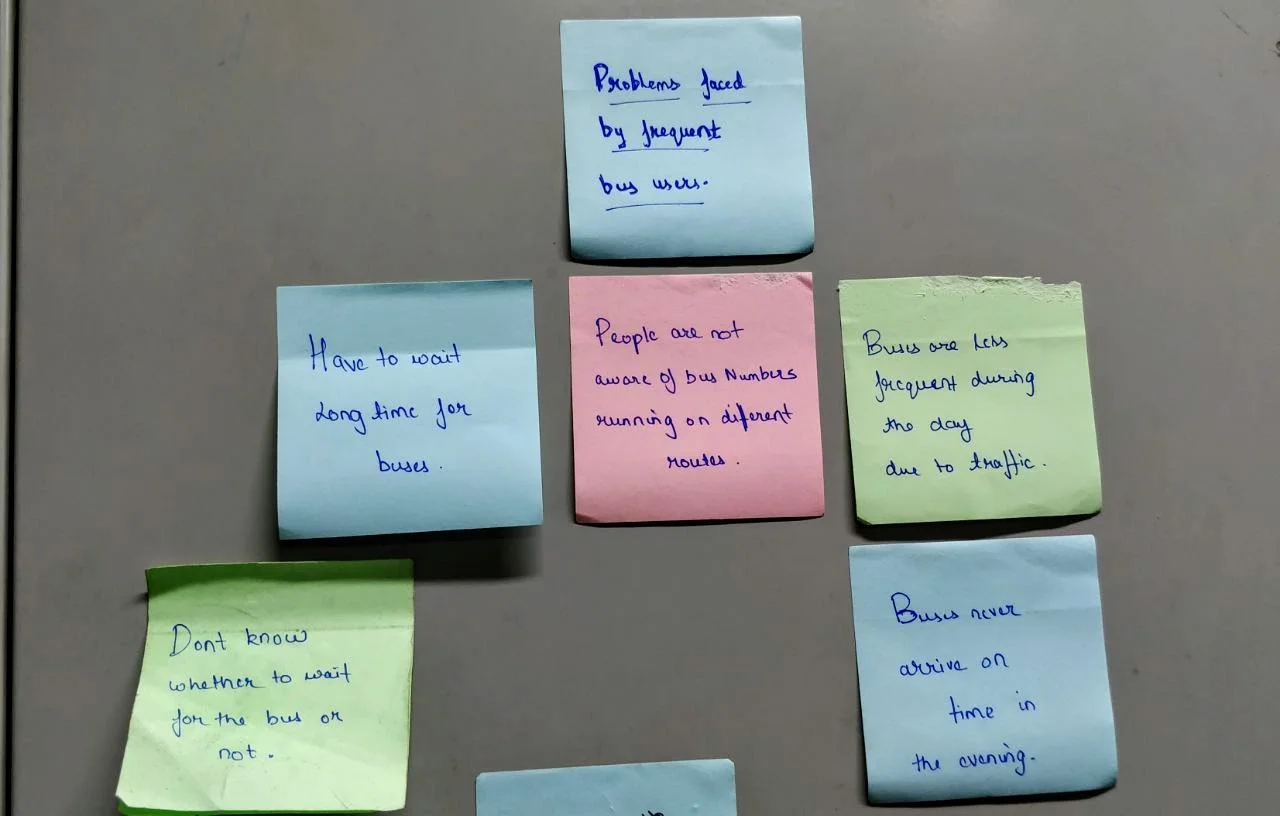 Problems faced
by frequent
bus users.
Have to wait
Long time for
buses.
People are not
aware of bus Numbers
running on diferent
routes.
Buses are Less
frequent during
the day
due to traffic.
Dont know
whether to wait
for the bus or
not.
Buses never
arrive on
time in
the evening.